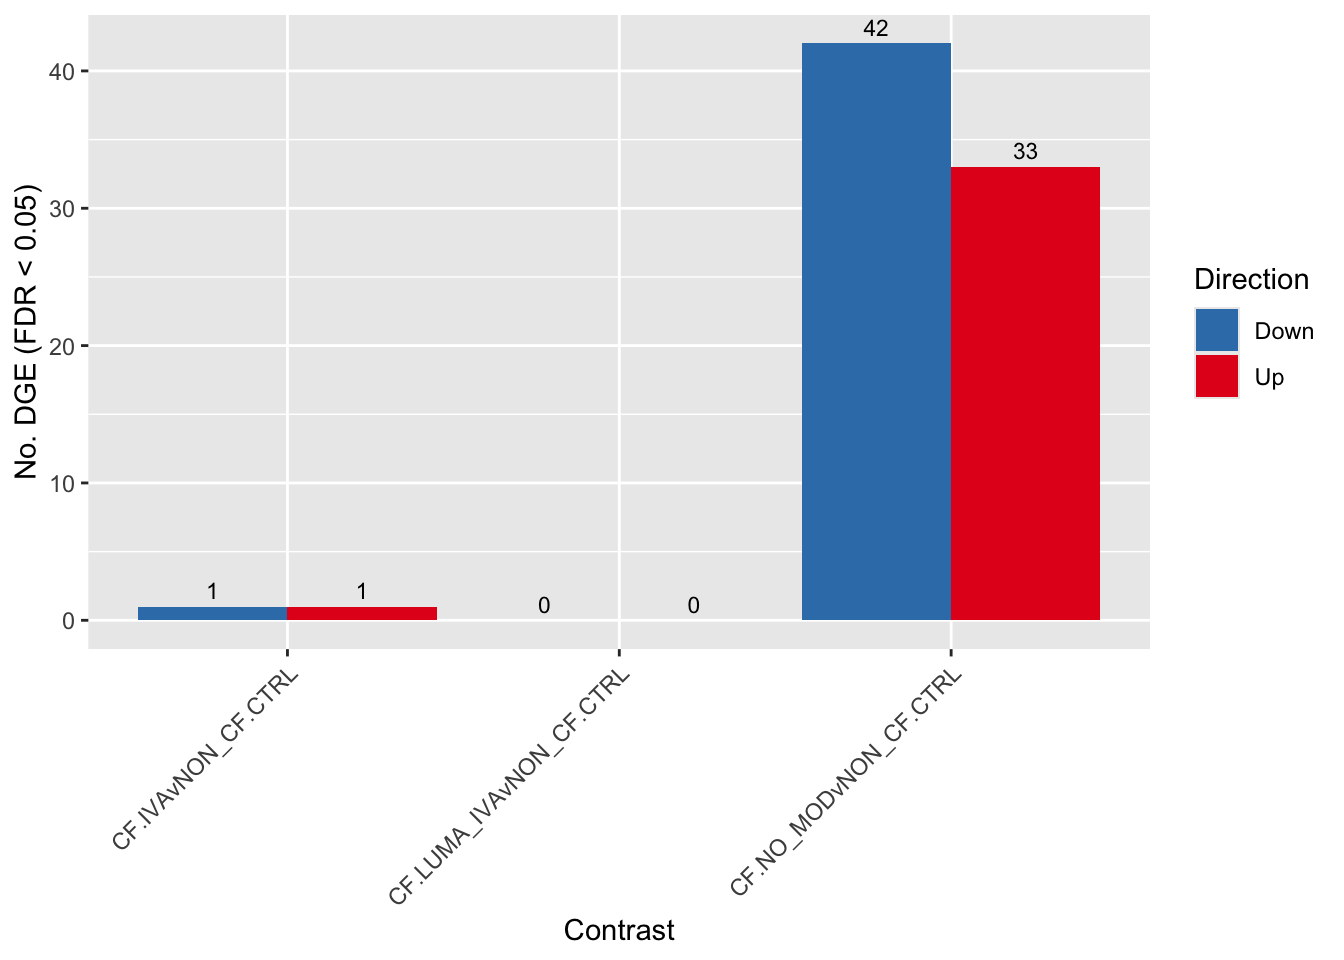 No. DGE (FDR < 0.05)
40
30
20
10
0
42
33
1
1
0
0
CF.IVAvNON_CF.CTRL
CF.LUMA_IVAvNON_CF.CTRL
CF.NO_MODvNON_CF.CTRL
Contrast
Direction
Down
Up